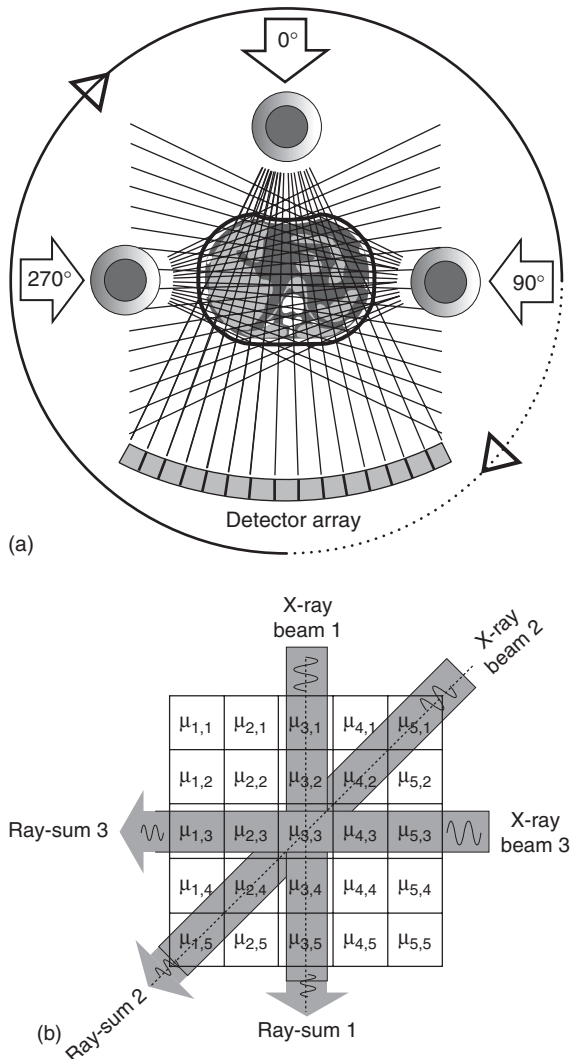 0°
270°
90°
Detector array
(a)
X-ray
beam 1
X-ray
beam 2
μ1,1 μ2,1 μ3,1 μ4,1 μ5,1
μ1,2 μ2,2 μ3,2 μ4,2 μ5,2
Ray-sum 3
μ1,3 μ2,3 μ3,3 μ4,3 μ5,3
X-ray
beam 3
μ1,4 μ2,4 μ3,4 μ4,4 μ5,4
μ1,5 μ2,5 μ3,5 μ4,5 μ5,5
Ray-sum 2
Ray-sum 1
(b)